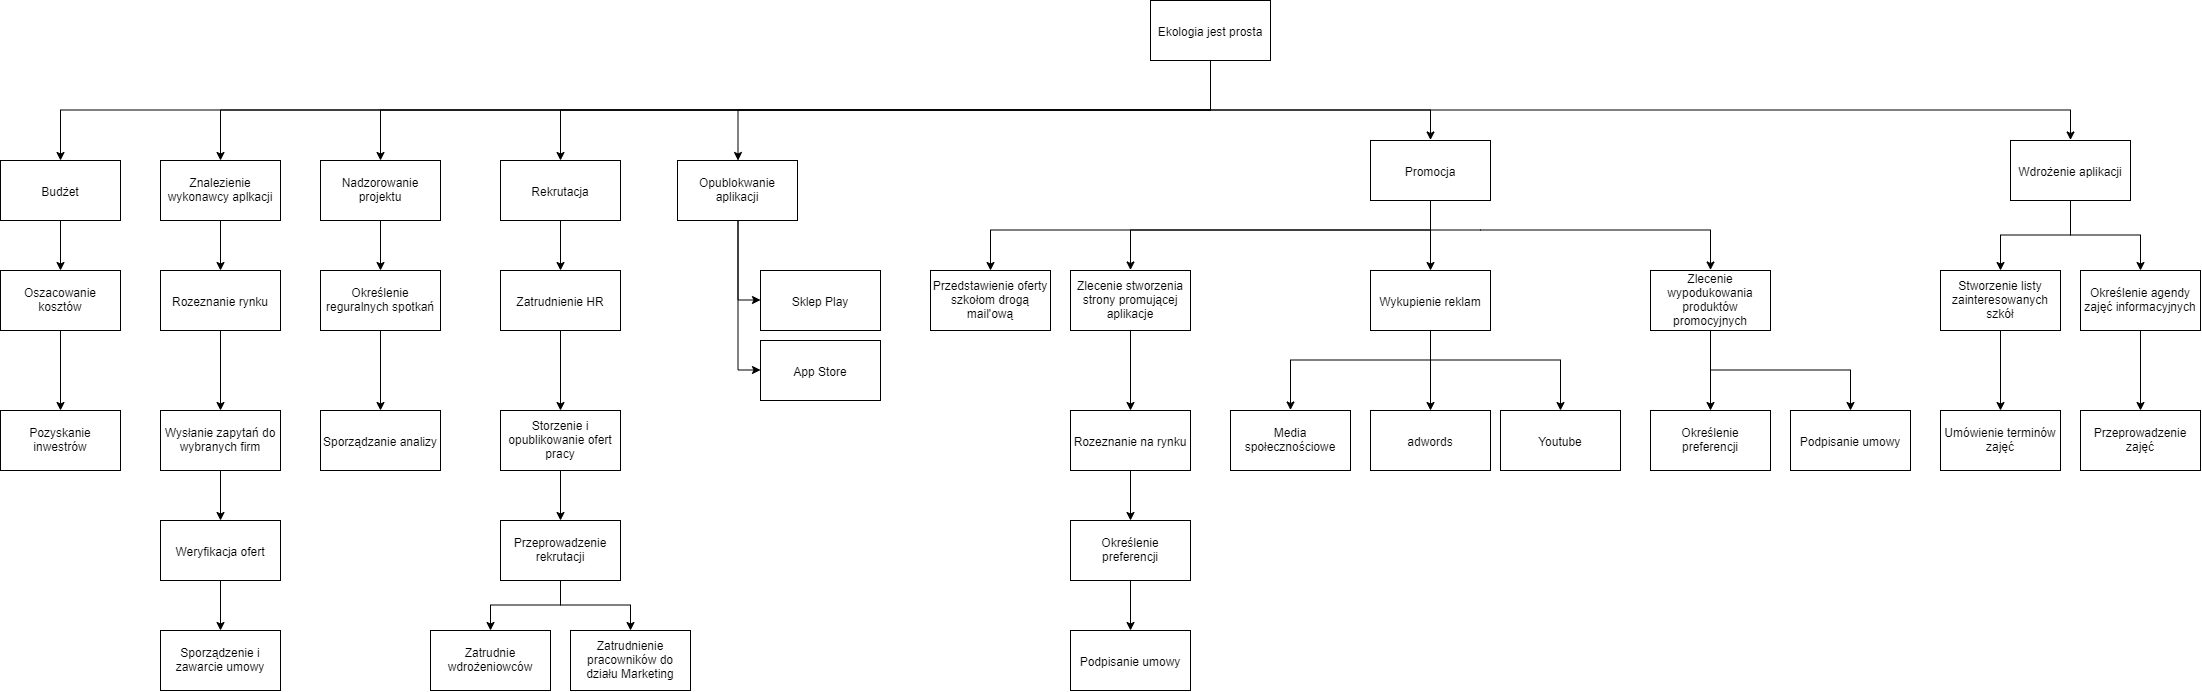 Ekologia jest prosta
Budżet
Znalezienie
wykonawcy aplkacji
Nadzorowanie
projektu
Rekrutacja
Opublokwanie
aplikacji
Promocja
Wdrożenie aplikacji
Oszacowanie
kosztów
Rozeznanie rynku
Określenie
reguralnych spotkań
Zatrudnienie HR
Sklep Play
App Store
Przedstawienie oferty
szkołom drogą
mail'ową
Zlecenie stworzenia
strony promującej
aplikacje
Wykupienie reklam
Zlecenie
wypodukowania
produktów
promocyjnych
Stworzenie listy
zainteresowanych
szkół
Określenie agendy
zajęć informacyjnych
Pozyskanie
inwestrów
Wysłanie zapytań do
wybranych firm
Sporządzanie analizy
Storzenie i
opublikowanie ofert
pracy
Rozeznanie na rynku
Media
społecznościowe
adwords
Youtube
Określenie
preferencji
Podpisanie umowy
Umówienie terminów
zajęć
Przeprowadzenie
zajęć
Weryfikacja ofert
Przeprowadzenie
rekrutacji
Określenie
preferencji
Sporządzenie i
zawarcie umowy
Zatrudnie
wdrożeniowców
Zatrudnienie
pracowników do
działu Marketing
Podpisanie umowy